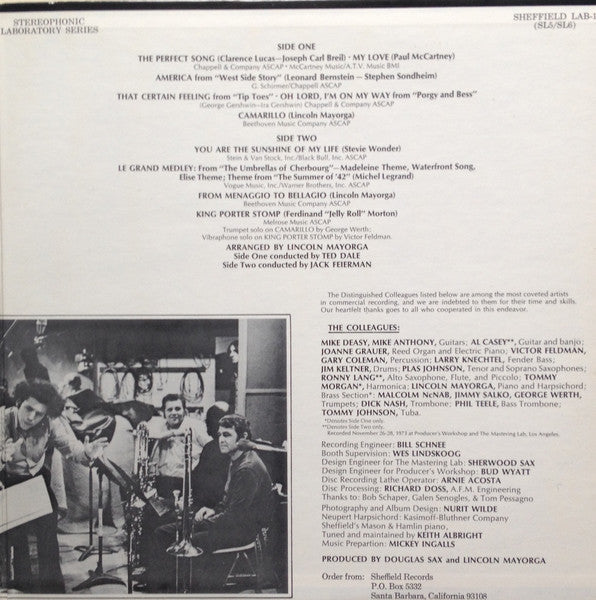 STEREOPHONIC
LABORATORY SERIES
SHEFFIELD LAB-1
(SL5/SL6)
SIDE ONE
THE PERFECT SONG (Clarence Lucas—Joseph Carl Breil) · MY LOVE (Paul McCartney)
Chappell & Company ASCAP · McCartney Music/A.T.V. Music BMI
AMERICA from "West Side Story" (Leonard Bernstein — Stephen Sondheim)
G. Schirmer/Chappell ASCAP
THAT CERTAIN FEELING from "Tip Toes" · OH LORD, I'M ON MY WAY from "Porgy and Bess"
(George Gershwin—Ira Gershwin) Chappell & Company ASCAP
CAMARILLO (Lincoln Mayorga)
Beethoven Music Company ASCAP
SIDE TWO
YOU ARE THE SUNSHINE OF MY LIFE (Stevie Wonder)
Stein & Van Stock, Inc./Black Bull, Inc. ASCAP
LE GRAND MEDLEY: From "The Umbrellas of Cherbourg"—Madeleine Theme, Waterfront Song,
Elise Theme; Theme from "The Summer of '42" (Michel Legrand)
Vogue Music, Inc./Warner Brothers, Inc. ASCAP
FROM MENAGGIO TO BELLAGIO (Lincoln Mayorga)
Beethoven Music Company ASCAP
KING PORTER STOMP (Ferdinand "Jelly Roll" Morton)
Melrose Music ASCAP
Trumpet solo on CAMARILLO by George Werth;
Vibraphone solo on KING PORTER STOMP by Victor Feldman.
ARRANGED BY LINCOLN MAYORGA
Side One conducted by TED DALE
Side Two conducted by JACK FEIERMAN
The Distinguished Colleagues listed below are among the most coveted artists
in commercial recording, and we are indebted to them for their time and skills.
Our heartfelt thanks goes to all who cooperated in this endeavor.
THE COLLEAGUES:
MIKE DEASY, MIKE ANTHONY, Guitars; AL CASEY**, Guitar and banjo;
JOANNE GRAUER, Reed Organ and Electric Piano; VICTOR FELDMAN,
GARY COLEMAN, Percussion; LARRY KNECHTEL, Fender Bass;
JIM KELTNER, Drums; PLAS JOHNSON, Tenor and Soprano Saxophones;
RONNY LANG**, Alto Saxophone, Flute, and Piccolo; TOMMY
MORGAN*, Harmonica; LINCOLN MAYORGA, Piano and Harpsichord;
Brass Section*: MALCOLM McNAB, JIMMY SALKO, GEORGE WERTH,
Trumpets; DICK NASH, Trombone; PHIL TEELE, Bass Trombone;
TOMMY JOHNSON, Tuba.
*Denotes Side One only.
**Denotes Side Two only.
Recorded November 26-28, 1973 at Producer's Workshop and The Mastering Lab, Los Angeles.
Recording Engineer: BILL SCHNEE
Booth Supervision: WES LINDSKOOG
Design Engineer for The Mastering Lab: SHERWOOD SAX
Design Engineer for Producer's Workshop: BUD WYATT
Disc Recording Lathe Operator: ARNIE ACOSTA
Disc Processing: RICHARD DOSS, A.F.M. Engineering
Thanks to: Bob Schaper, Galen Senogles, & Tom Pessagno
Photography and Album Design: NURIT WILDE
Neupert Harpsichord: Kasimoff-Bluthner Company
Sheffield's Mason & Hamlin piano,
Tuned and maintained by KEITH ALBRIGHT
Music Prepartion: MICKEY INGALLS
PRODUCED BY DOUGLAS SAX and LINCOLN MAYORGA
Order from: Sheffield Records
P.O. Box 5332
Santa Barbara, California 93108